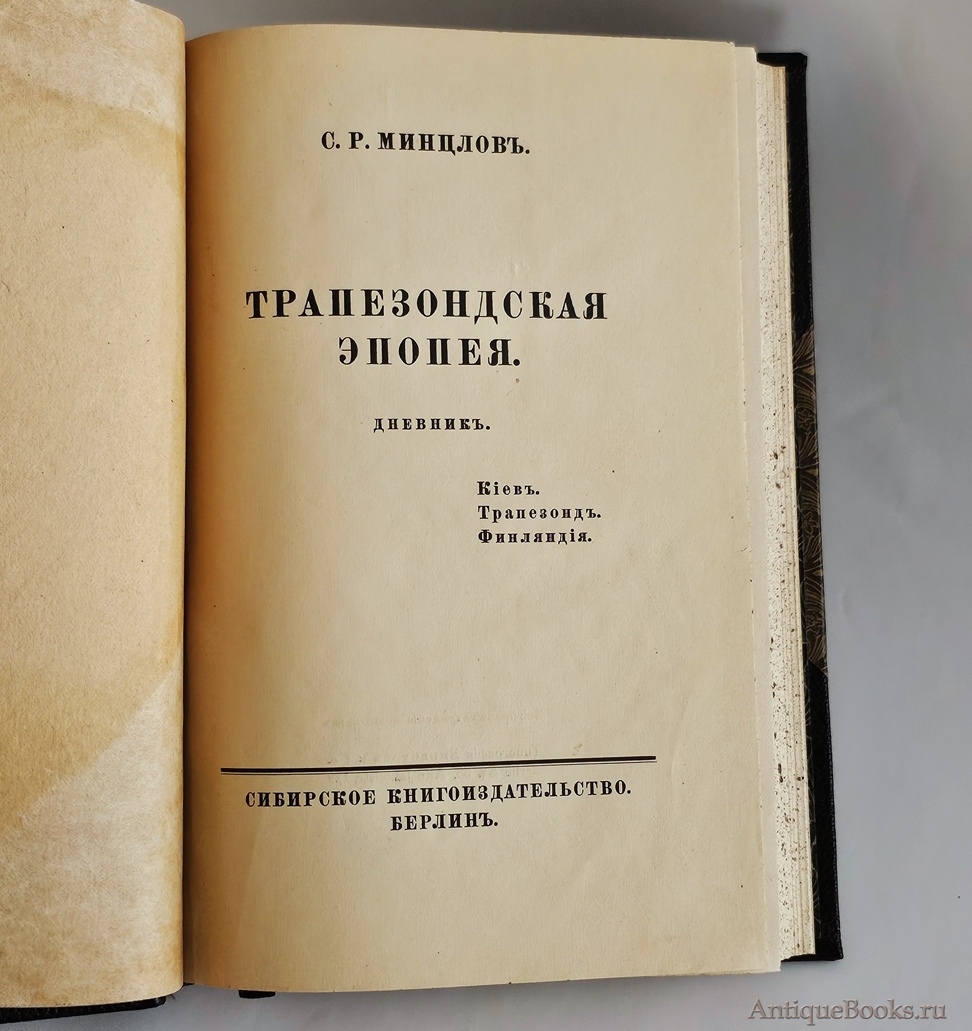 С. Р. МИНЦЛОВЪ.
ТРАПЕЗОНДСКАЯ
ЭПОПЕЯ.
ДНЕВНИКЪ.
Кіевъ.
Трапезондъ.
Финляндія.
СИБИРСКОЕ КНИГОИЗДАТЕЛЬСТВО.
БЕРЛИНЪ.
AntiqueBooks.ru